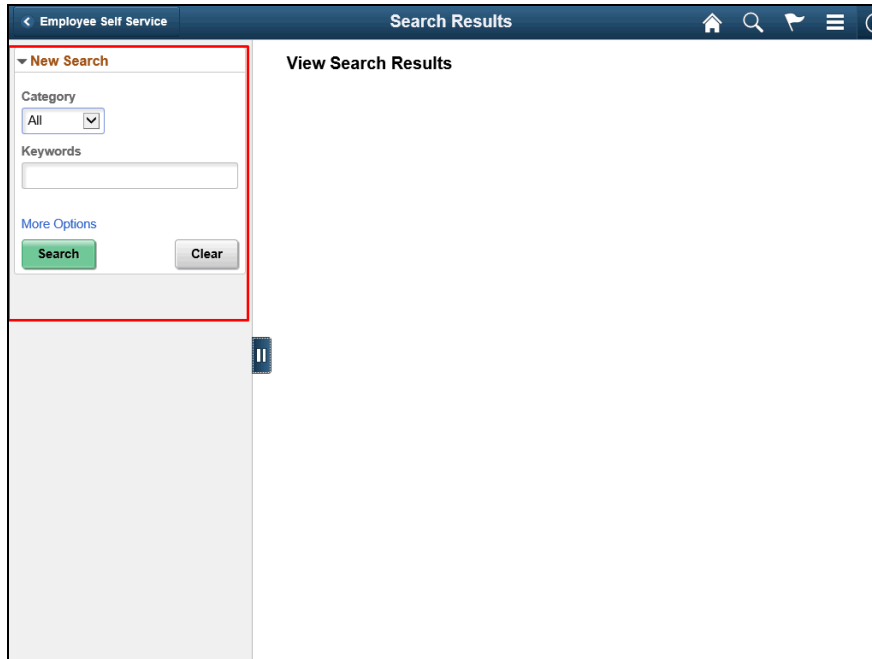 Employee Self Service
Search Results
New Search
Category
All
Keywords
More Options
Search
Clear
View Search Results